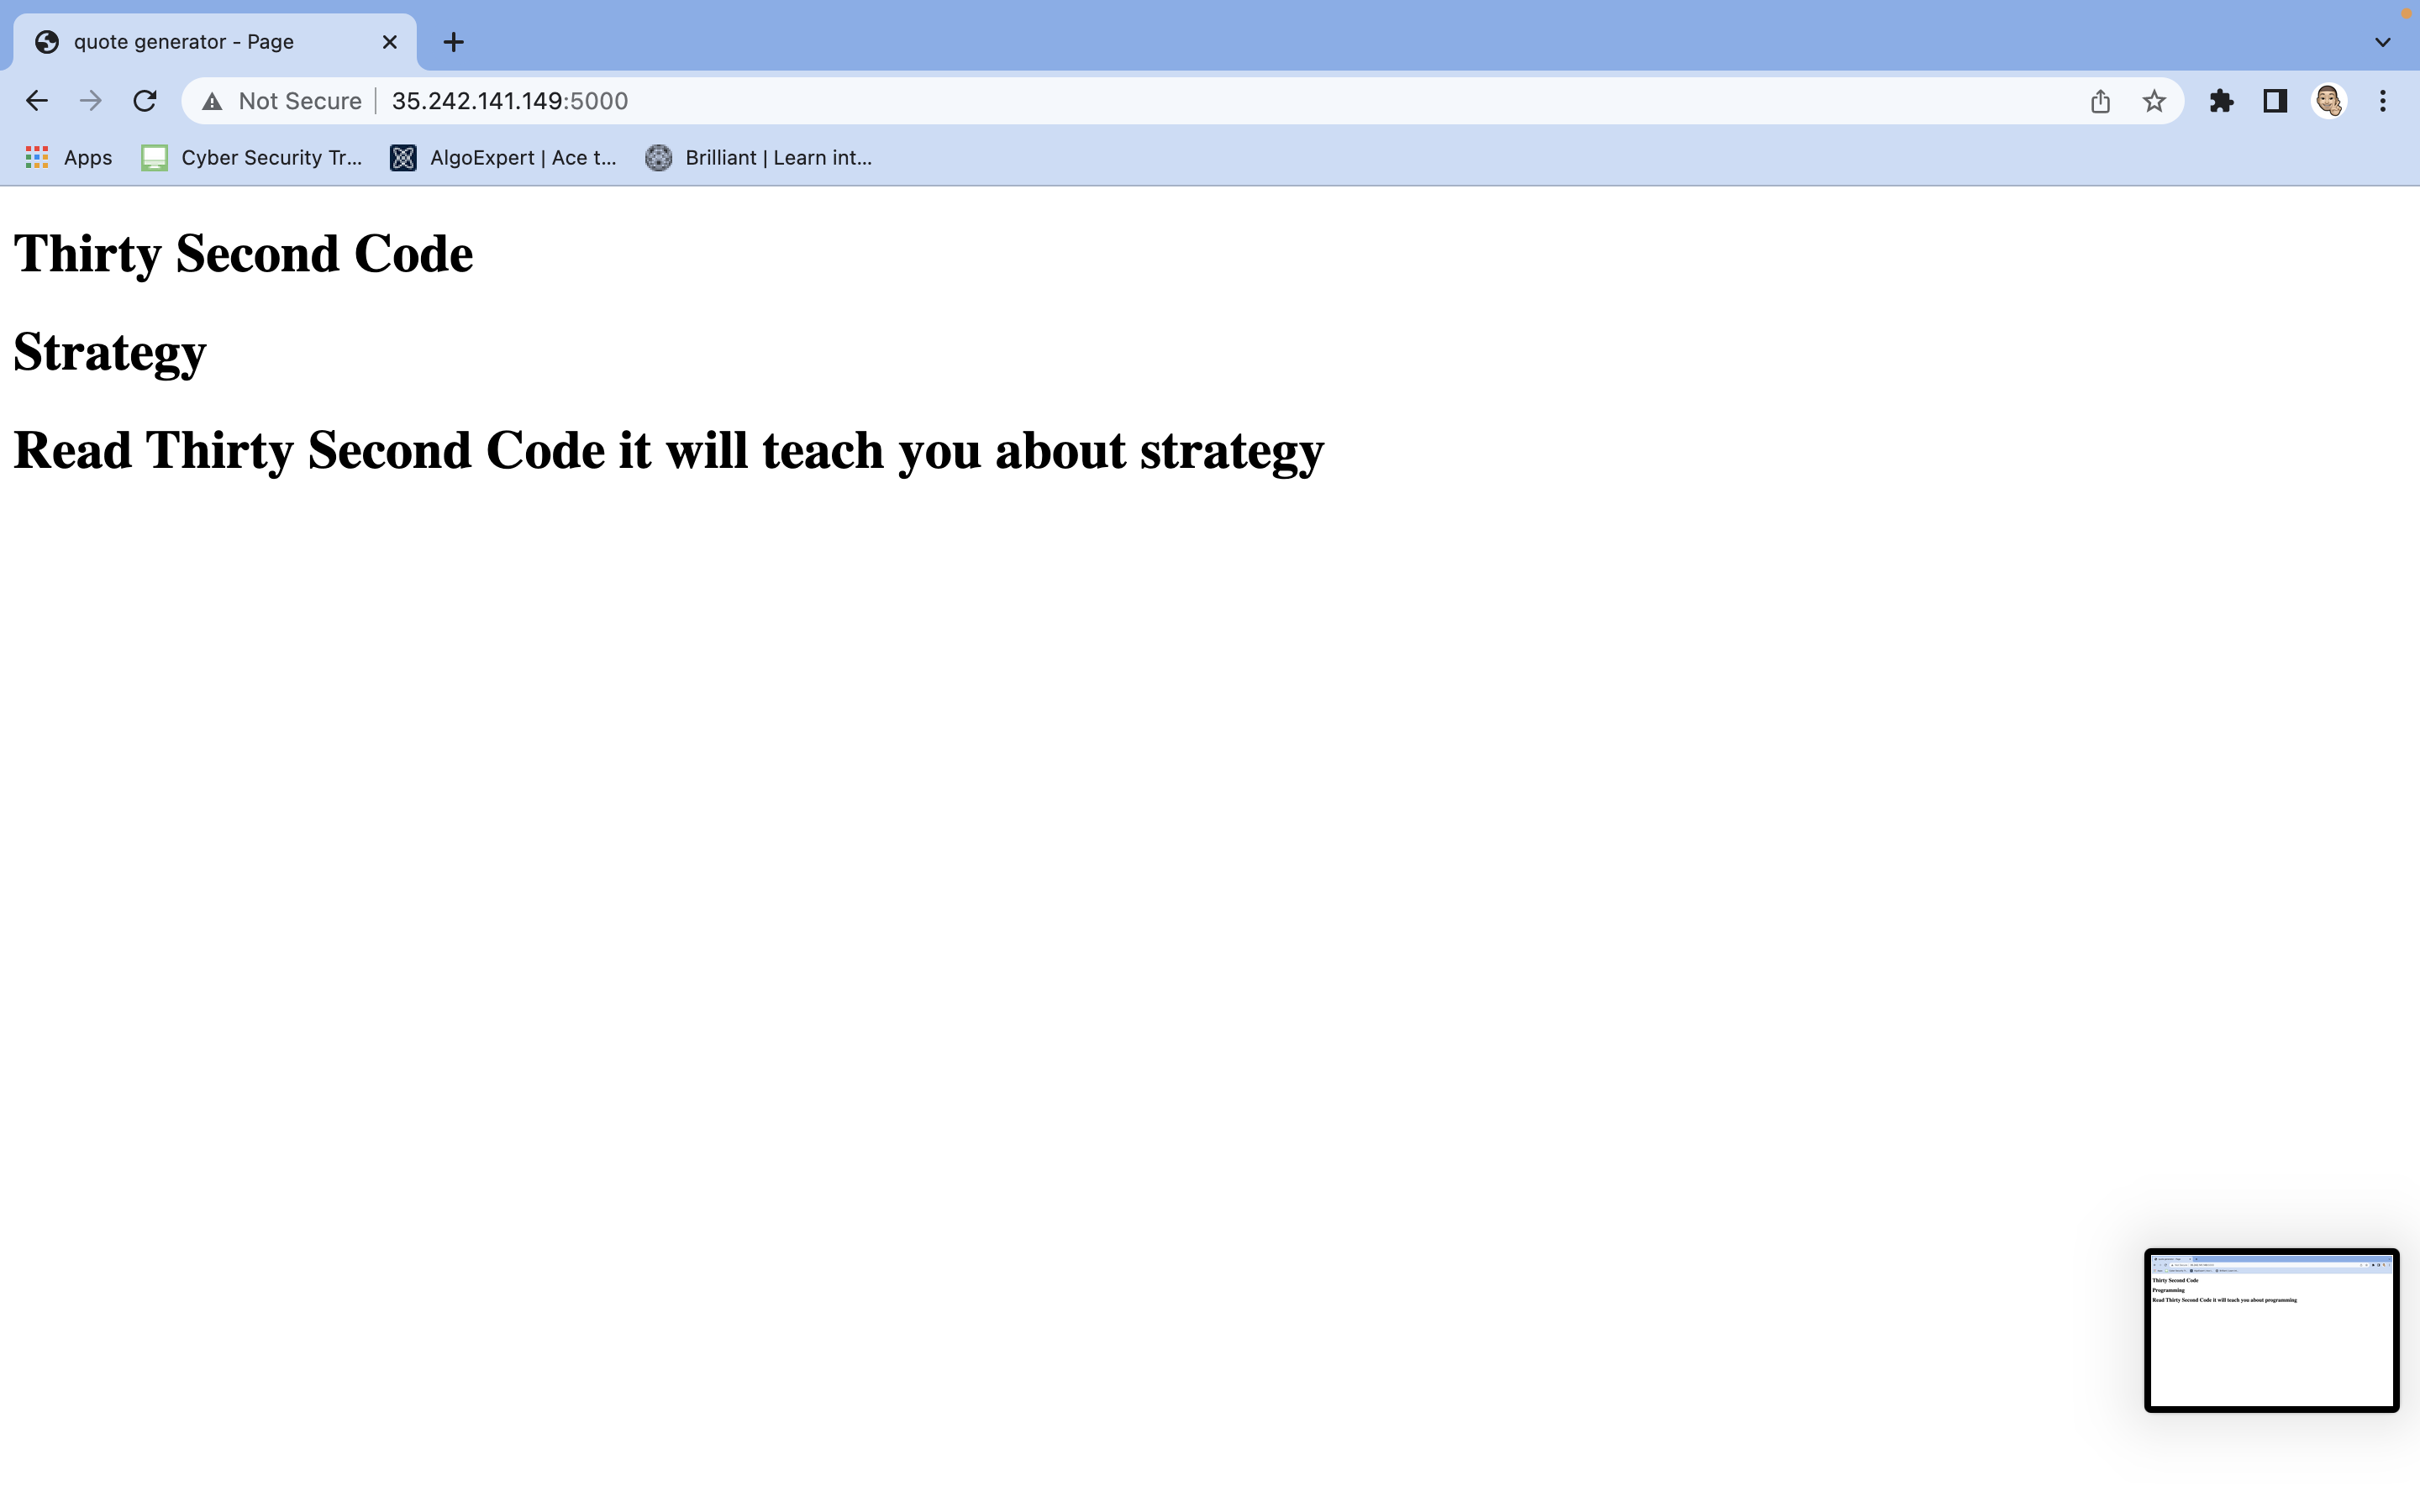 quote generator - Page
Not Secure
35.242.141.149:5000
Apps
Cyber Security Tr...
AlgoExpert | Ace t...
Brilliant | Learn int...
Thirty Second Code
Strategy
Read Thirty Second Code it will teach you about strategy
Thirty Second Code
Programming
Read Thirty Second Code it will teach you about programming